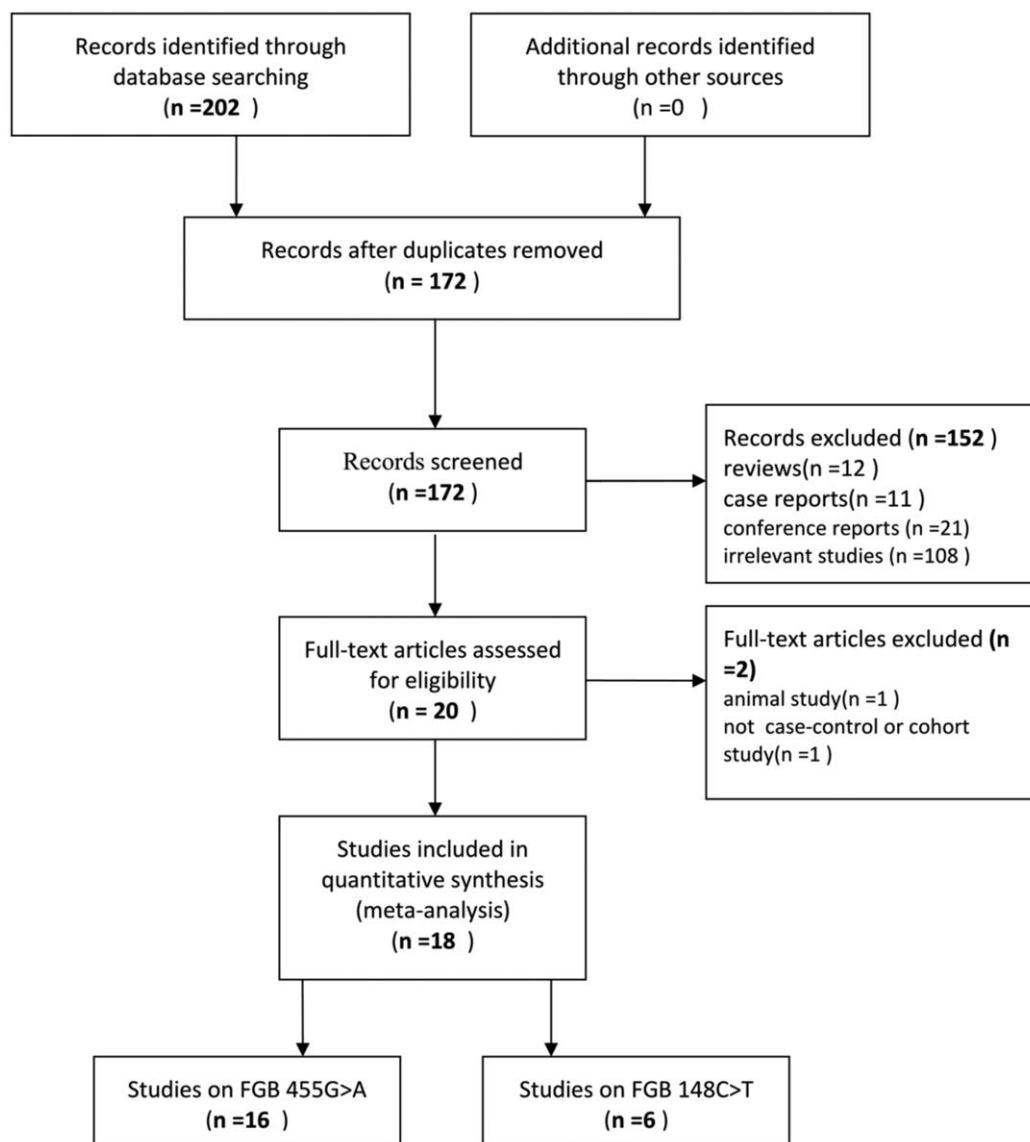 Records identified through
database searching
(n =202  )
Additional records identified
through other sources
(n =0   )
Records after duplicates removed
(n = 172  )
Records screened
(n =172  )
Records excluded (n =152  )
reviews(n =12  )
case reports(n =11  )
conference reports (n =21)
irrelevant studies (n =108  )
Full-text articles assessed
for eligibility
(n = 20   )
Full-text articles excluded (n
=2)
animal study(n =1  )
not  case-control or cohort
study(n =1  )
Studies included in
quantitative synthesis
(meta-analysis)
(n =18   )
Studies on FGB 455G>A
(n =16   )
Studies on FGB 148C>T
(n =6   )